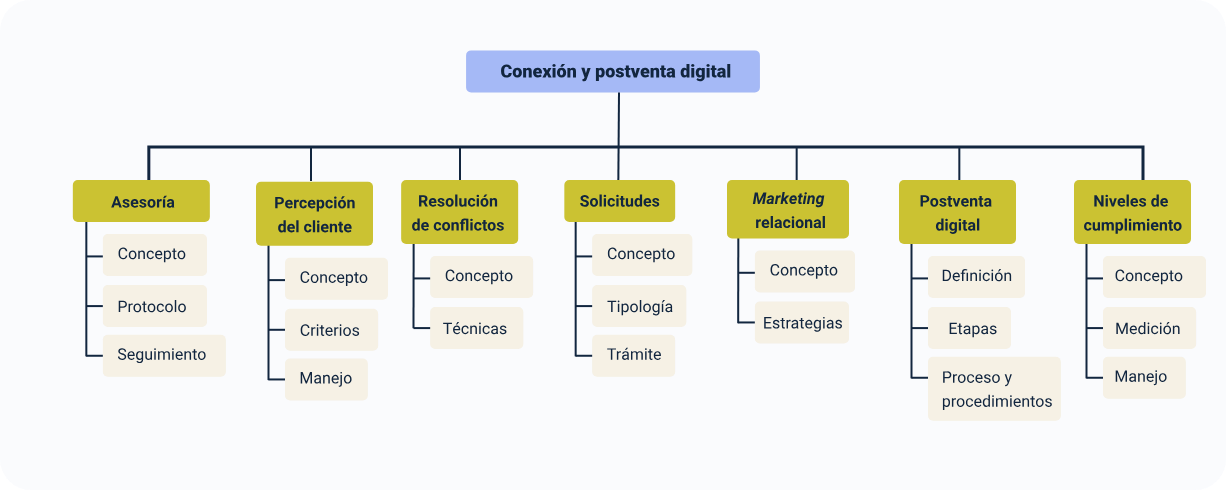 Conexión y postventa digital
Asesoría
Concepto
Protocolo
Seguimiento
Percepción
del cliente
Concepto
Criterios
Manejo
Resolución
de conflictos
Concepto
Técnicas
Solicitudes
Concepto
Tipología
Trámite
Marketing
relacional
Concepto
Estrategias
Postventa
digital
Definición
Etapas
Proceso y
procedimientos
Niveles de
cumplimiento
Concepto
Medición
Manejo